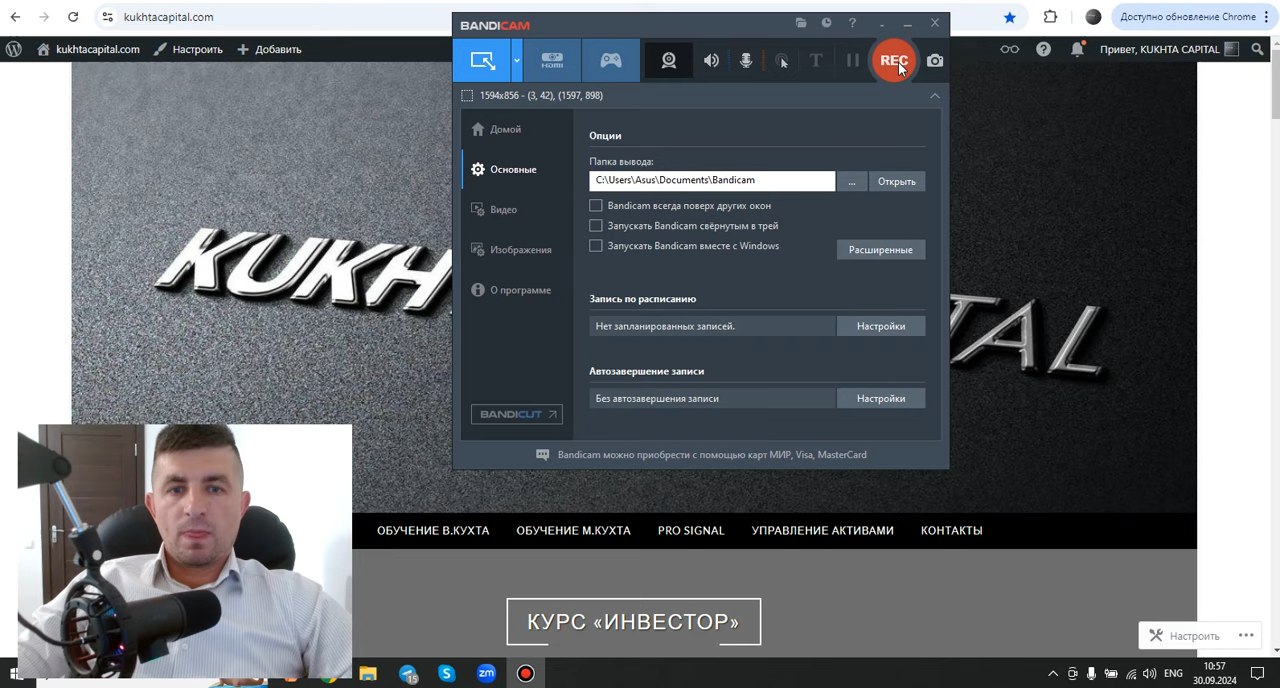 kukhtacapital.com
Доступно обновление Chrome
kukhtacapital.com
Настроить
Добавить
Привет, KUKHTA CAPITAL
BANDICAM
HDMI
REC
1594x856 - (3, 42), (1597, 898)
Домой
Основные
Видео
Изображения
О программе
BANDICUT
Опции
Папка вывода:
C:\Users\Asus\Documents\Bandicam
...
Открыть
Bandicam всегда поверх других окон
Запускать Bandicam свёрнутым в трей
Запускать Bandicam вместе с Windows
Расширенные
Запись по расписанию
Нет запланированных записей.
Настройки
Автозавершение записи
Без автозавершения записи
Настройки
Bandicam можно приобрести с помощью карт МИР, Visa, MasterCard
ОБУЧЕНИЕ В.КУХТА
ОБУЧЕНИЕ М.КУХТА
PRO SIGNAL
УПРАВЛЕНИЕ АКТИВАМИ
КОНТАКТЫ
КУРС «ИНВЕСТОР»
Настроить
15
zm
ENG
10:57
30.09.2024